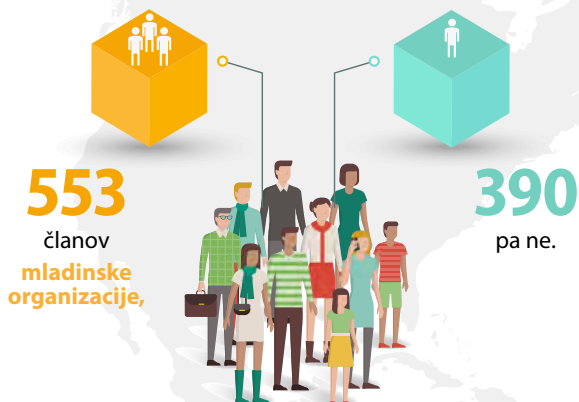 553
članov
mladinske
organizacije,
390
pa ne.